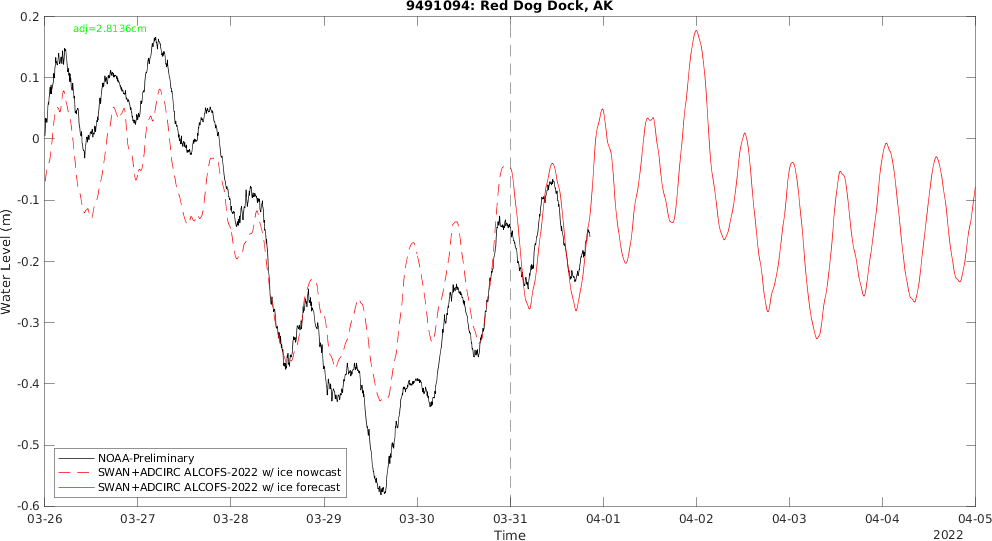 9491094: Red Dog Dock, AK
adj=2.8136cm
Water Level (m)
0.2
0.1
0
-0.1
-0.2
-0.3
-0.4
-0.5
-0.6
NOAA-Preliminary
SWAN+ADCIRC ALCOFS-2022 w/ ice nowcast
SWAN+ADCIRC ALCOFS-2022 w/ ice forecast
03-26 03-27 03-28 03-29 03-30 03-31 04-01 04-02 04-03 04-04 04-05
Time
2022